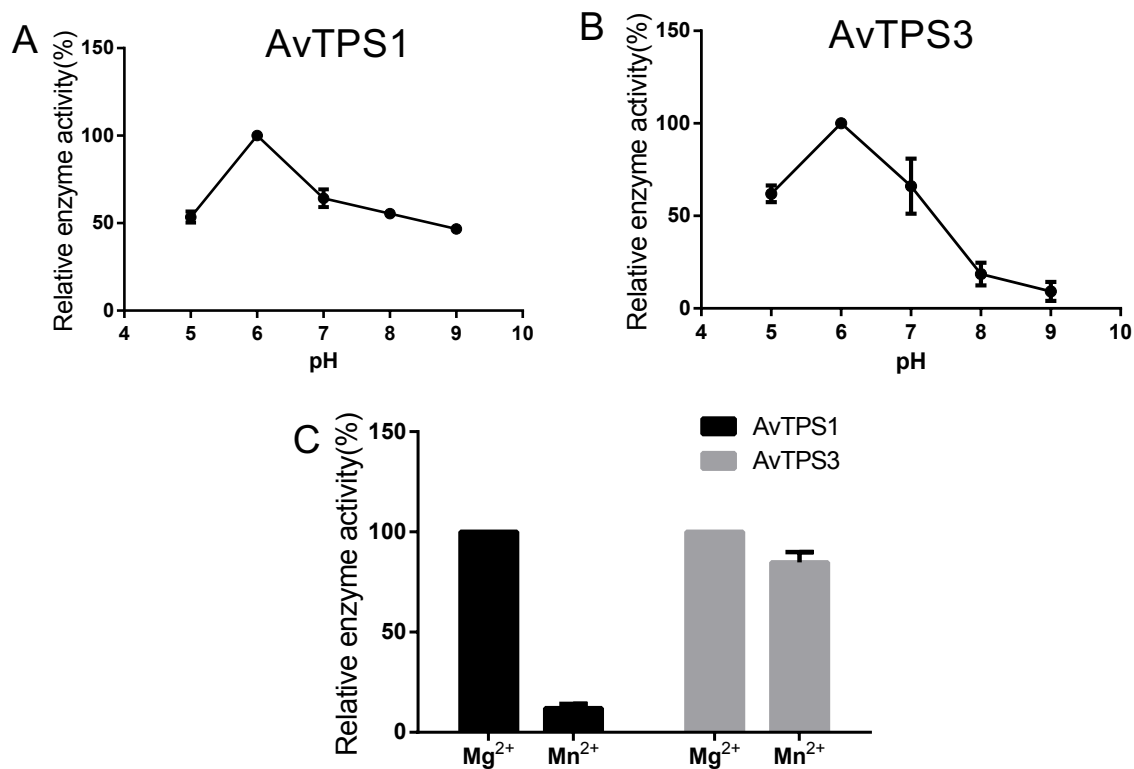 A
AvTPS1
Relative enzyme activity(%)
150
100
50
0
4 5 6 7 8 9 10
pH
B
AvTPS3
Relative enzyme activity(%)
150
100
50
0
4 5 6 7 8 9 10
pH
C
Relative enzyme activity(%)
150
100
50
0
AvTPS1
AvTPS3
Mg²⁺ Mn²⁺ Mg²⁺ Mn²⁺